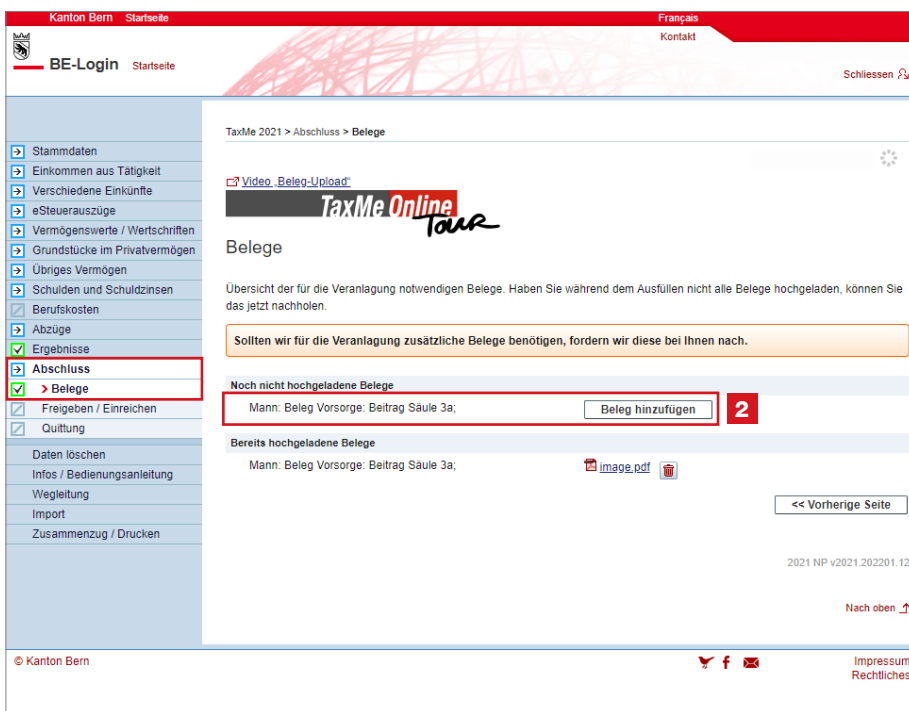 Kanton Bern Startseite Français
Kontakt
BE-Login Startseite
Schliessen
TaxMe 2021 > Abschluss > Belege
Stammdaten
Einkommen aus Tätigkeit
Verschiedene Einkünfte
eSteuerauszüge
Vermögenswerte / Wertschriften
Grundstücke im Privatvermögen
Übriges Vermögen
Schulden und Schuldzinsen
Berufskosten
Abzüge
Ergebnisse
Abschluss
> Belege
Freigeben / Einreichen
Quittung
Daten löschen
Infos / Bedienungsanleitung
Wegleitung
Import
Zusammenzug / Drucken
Video „Beleg-Upload"
TaxMe Online
Tour
Belege
Übersicht der für die Veranlagung notwendigen Belege. Haben Sie während dem Ausfüllen nicht alle Belege hochgeladen, können Sie
das jetzt nachholen.
Sollten wir für die Veranlagung zusätzliche Belege benötigen, fordern wir diese bei Ihnen nach.
Noch nicht hochgeladene Belege
Mann: Beleg Vorsorge: Beitrag Säule 3a; Beleg hinzufügen 2
Bereits hochgeladene Belege
Mann: Beleg Vorsorge: Beitrag Säule 3a; image.pdf
<< Vorherige Seite
2021 NP v2021.202201.12
Nach oben
© Kanton Bern Impressum
Rechtliches